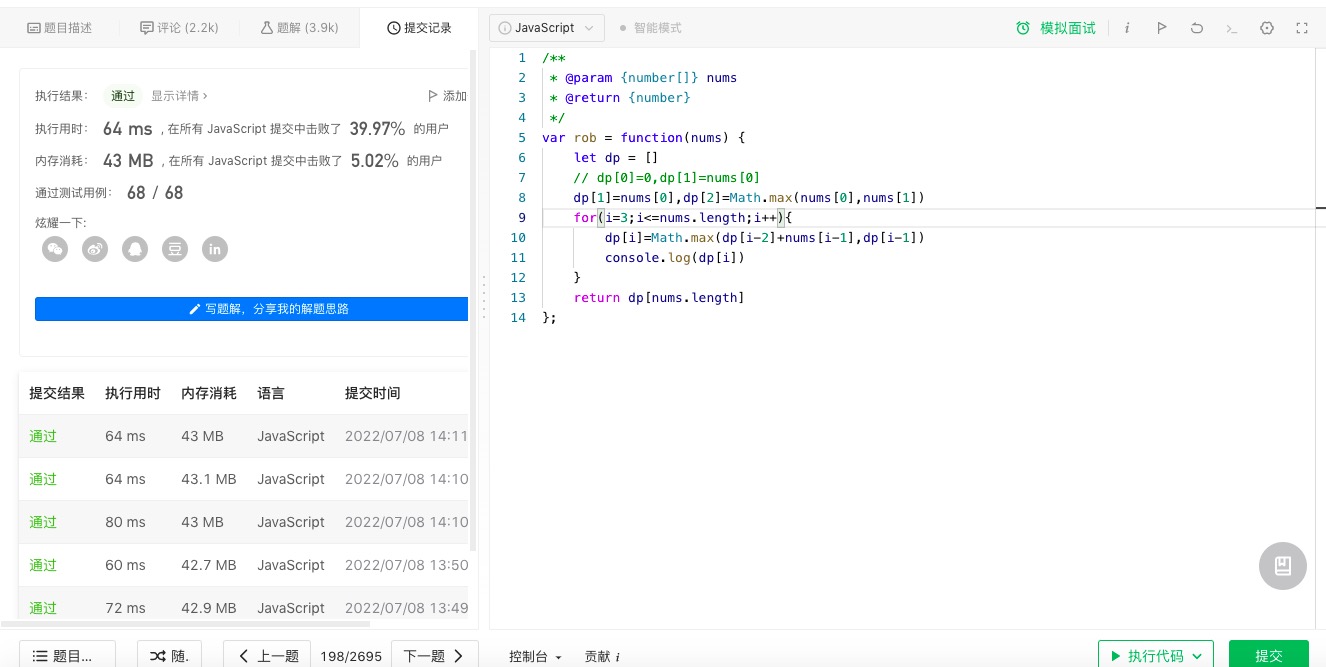 题目描述 评论 (2.2k) 题解 (3.9k) 提交记录
执行结果： 通过 显示详情 › 添加
执行用时： 64 ms , 在所有 JavaScript 提交中击败了 39.97% 的用户
内存消耗： 43 MB , 在所有 JavaScript 提交中击败了 5.02% 的用户
通过测试用例： 68 / 68
炫耀一下:
豆 in
写题解，分享我的解题思路
提交结果 执行用时 内存消耗 语言 提交时间
通过 64 ms 43 MB JavaScript 2022/07/08 14:11
通过 64 ms 43.1 MB JavaScript 2022/07/08 14:10
通过 80 ms 43 MB JavaScript 2022/07/08 14:10
通过 60 ms 42.7 MB JavaScript 2022/07/08 13:50
通过 72 ms 42.9 MB JavaScript 2022/07/08 13:49
题目... 随. 上一题 198/2695 下一题
JavaScript 智能模式 模拟面试 i
1 /**
2 * @param {number[]} nums
3 * @return {number}
4 */
5 var rob = function(nums) {
6 let dp = []
7 // dp[0]=0,dp[1]=nums[0]
8 dp[1]=nums[0],dp[2]=Math.max(nums[0],nums[1])
9 for(i=3;i<=nums.length;i++){
10 dp[i]=Math.max(dp[i-2]+nums[i-1],dp[i-1])
11 console.log(dp[i])
12 }
13 return dp[nums.length]
14 };
控制台 贡献 i 执行代码 提交